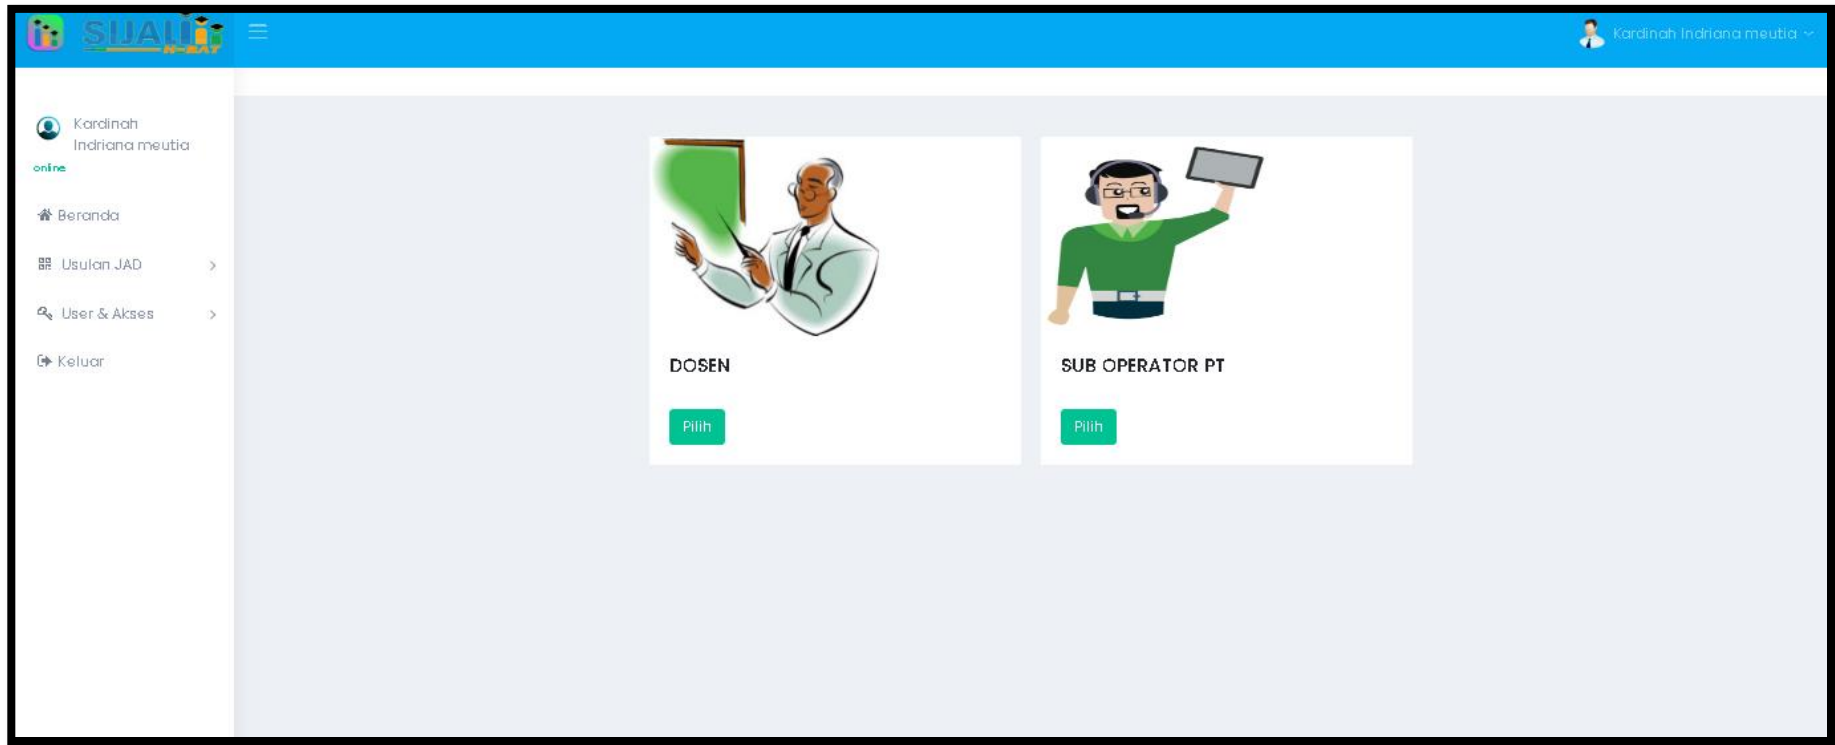 SIJALI
H-BAT
Kardinah Indriana meutia
Kardinah
Indriana meutia
online
Beranda
Usulan JAD
User & Akses
Keluar
DOSEN
Pilih
SUB OPERATOR PT
Pilih